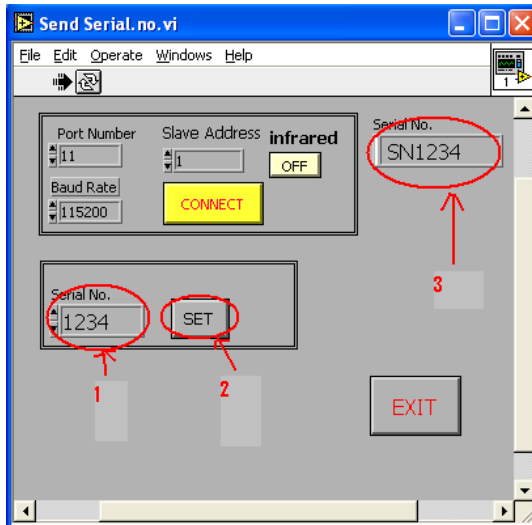 Send Serial.no.vi
File Edit Operate Windows Help
1
Port Number
11
Slave Address
1
infrared
OFF
Baud Rate
115200
CONNECT
Serial No.
SN1234
3
Serial No.
1234
SET
1
2
EXIT